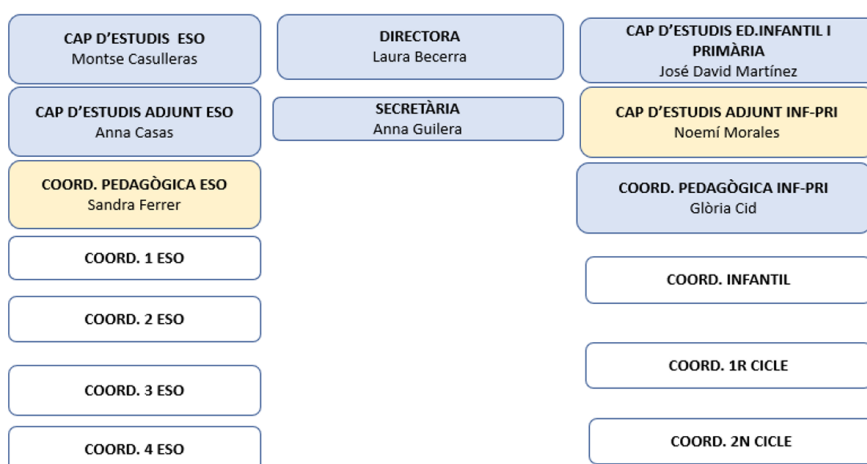 CAP D'ESTUDIS ESO
Montse Casulleras
CAP D'ESTUDIS ADJUNT ESO
Anna Casas
COORD. PEDAGÒGICA ESO
Sandra Ferrer
COORD. 1 ESO
COORD. 2 ESO
COORD. 3 ESO
COORD. 4 ESO
DIRECTORA
Laura Becerra
SECRETÀRIA
Anna Guilera
CAP D'ESTUDIS ED.INFANTIL I
PRIMÀRIA
José David Martínez
CAP D'ESTUDIS ADJUNT INF-PRI
Noemí Morales
COORD. PEDAGÒGICA INF-PRI
Glòria Cid
COORD. INFANTIL
COORD. 1R CICLE
COORD. 2N CICLE